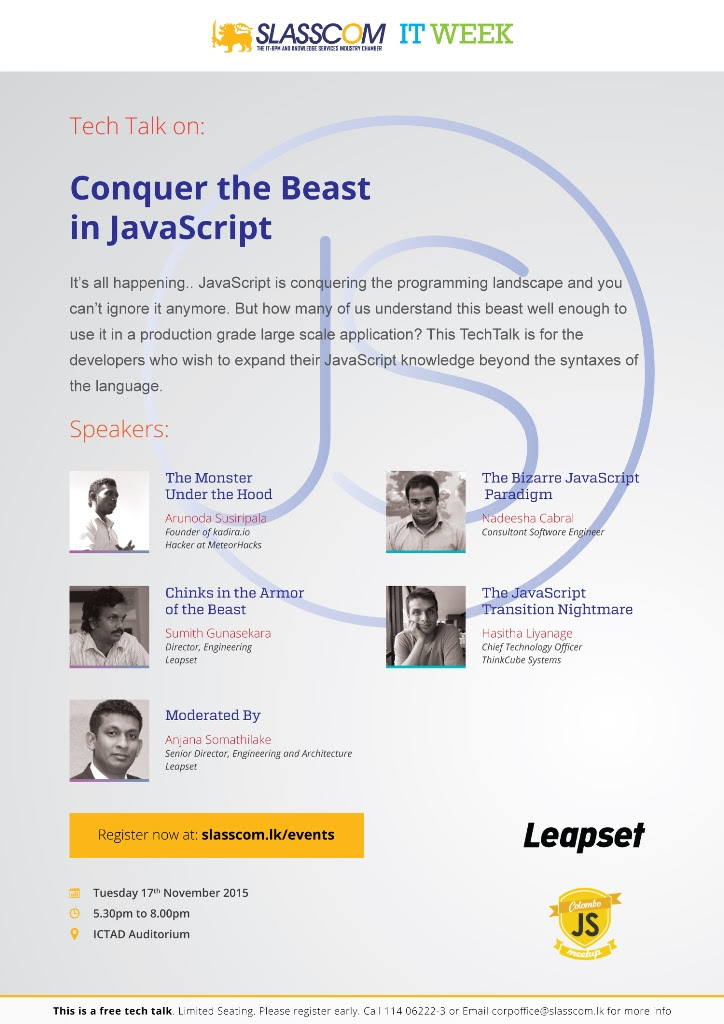 SLASSCOM IT WEEK
THE IT-BPM AND KNOWLEDGE SERVICES INDUSTRY CHAMBER
Tech Talk on:
Conquer the Beast
in JavaScript
It's all happening.. JavaScript is conquering the programming landscape and you
can't ignore it anymore. But how many of us understand this beast well enough to
use it in a production grade large scale application? This TechTalk is for the
developers who wish to expand their JavaScript knowledge beyond the syntaxes of
the language.
JS
Speakers:
The Monster
Under the Hood
Arunoda Susiripala
Founder of kadira.io
Hacker at MeteorHacks
The Bizarre JavaScript
Paradigm
Nadeesha Cabral
Consultant Software Engineer
Chinks in the Armor
of the Beast
Sumith Gunasekara
Director, Engineering
Leapset
The JavaScript
Transition Nightmare
Hasitha Liyanage
Chief Technology Officer
ThinkCube Systems
Moderated By
Anjana Somathilake
Senior Director, Engineering and Architecture
Leapset
Register now at: slasscom.lk/events
Leapset
Tuesday 17th November 2015
5.30pm to 8.00pm
ICTAD Auditorium
Colombo
JS
meetup
This is a free tech talk. Limited Seating. Please register early. Call 114 06222-3 or Email corpoffice@slasscom.lk for more info